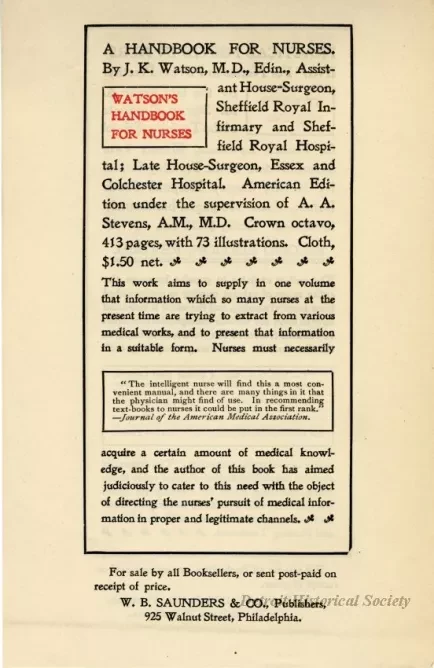 A HANDBOOK FOR NURSES.
By J. K. Watson, M. D., Edin., Assist-
WATSON'S
HANDBOOK
FOR NURSES
ant House-Surgeon,
Sheffield Royal In-
firmary and Shef-
field Royal Hospi-
tal; Late House-Surgeon, Essex and
Colchester Hospital. American Edi-
tion under the supervision of A. A.
Stevens, A.M., M.D. Crown octavo,
413 pages, with 73 illustrations. Cloth,
$1.50 net.
This work aims to supply in one volume
that information which so many nurses at the
present time are trying to extract from various
medical works, and to present that information
in a suitable form. Nurses must necessarily
"The intelligent nurse will find this a most con-
venient manual, and there are many things in it that
the physician might find of use. In recommending
text-books to nurses it could be put in the first rank."
—Journal of the American Medical Association.
acquire a certain amount of medical knowl-
edge, and the author of this book has aimed
judiciously to cater to this need with the object
of directing the nurses' pursuit of medical infor-
mation in proper and legitimate channels.
For sale by all Booksellers, or sent post-paid on
receipt of price.
W. B. SAUNDERS & CO., Publishers,
925 Walnut Street, Philadelphia.
Detroit Historical Society